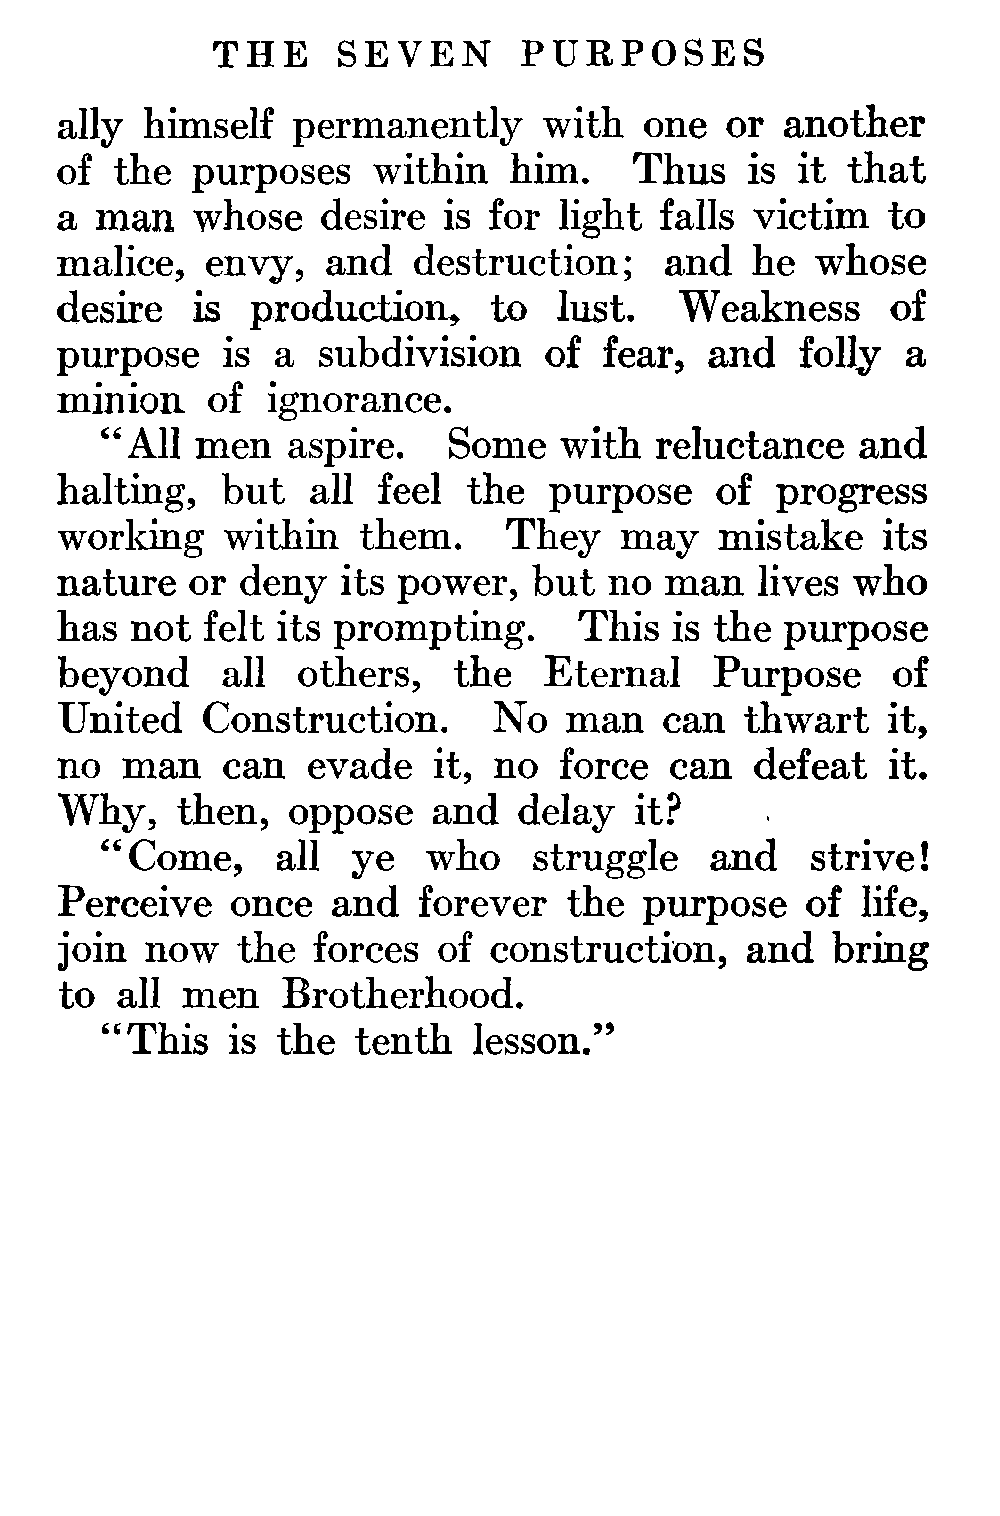 THE SEVEN PURPOSES
ally himself permanently with one or another
of the purposes within him. Thus is it that
a man whose desire is for light falls victim to
malice, envy, and destruction; and he whose
desire is production, to lust. Weakness of
purpose is a subdivision of fear, and folly a
minion of ignorance.
"All men aspire. Some with reluctance and
halting, but all feel the purpose of progress
working within them. They may mistake its
nature or deny its power, but no man lives who
has not felt its prompting. This is the purpose
beyond all others, the Eternal Purpose of
United Construction. No man can thwart it,
no man can evade it, no force can defeat it.
Why, then, oppose and delay it?
"Come, all ye who struggle and strive!
Perceive once and forever the purpose of life,
join now the forces of construction, and bring
to all men Brotherhood.
"This is the tenth lesson."